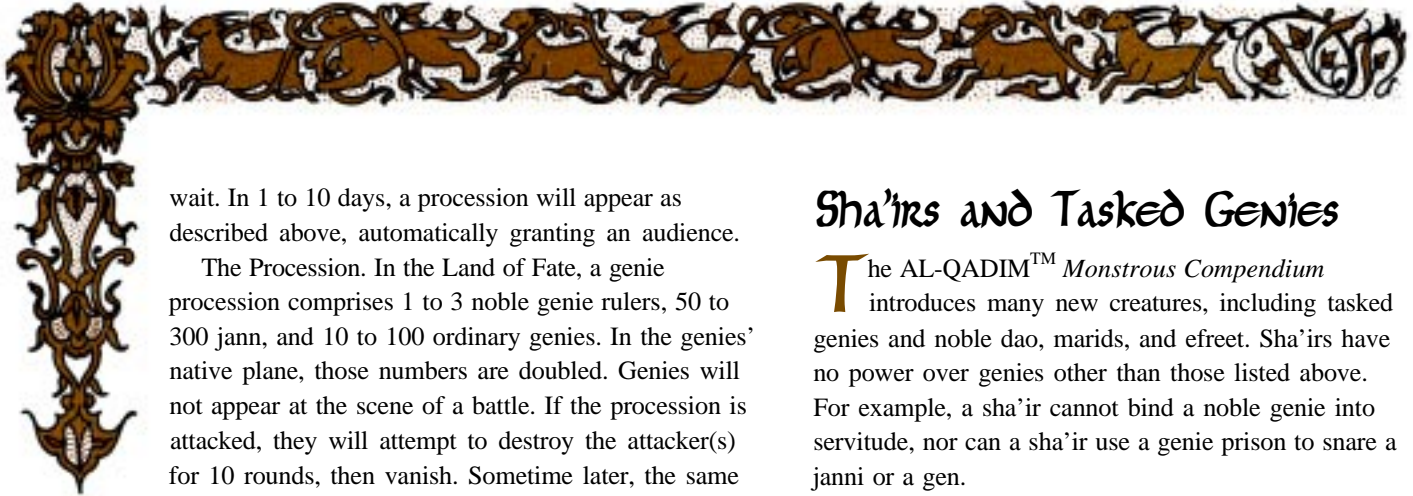 wait. In 1 to 10 days, a procession will appear as
described above, automatically granting an audience.
The Procession. In the Land of Fate, a genie
procession comprises 1 to 3 noble genie rulers, 50 to
300 jann, and 10 to 100 ordinary genies. In the genies’
native plane, those numbers are doubled. Genies will
not appear at the scene of a battle. If the procession is
attacked, they will attempt to destroy the attacker(s)
for 10 rounds, then vanish. Sometime later, the same
Sha'irs and Tasked Genies
The AL-QADIM™ Monstrous Compendium
introduces many new creatures, including tasked
genies and noble dao, marids, and efreet. Sha’irs have
no power over genies other than those listed above.
For example, a sha’ir cannot bind a noble genie into
servitude, nor can a sha’ir use a genie prison to snare a
janni or a gen.